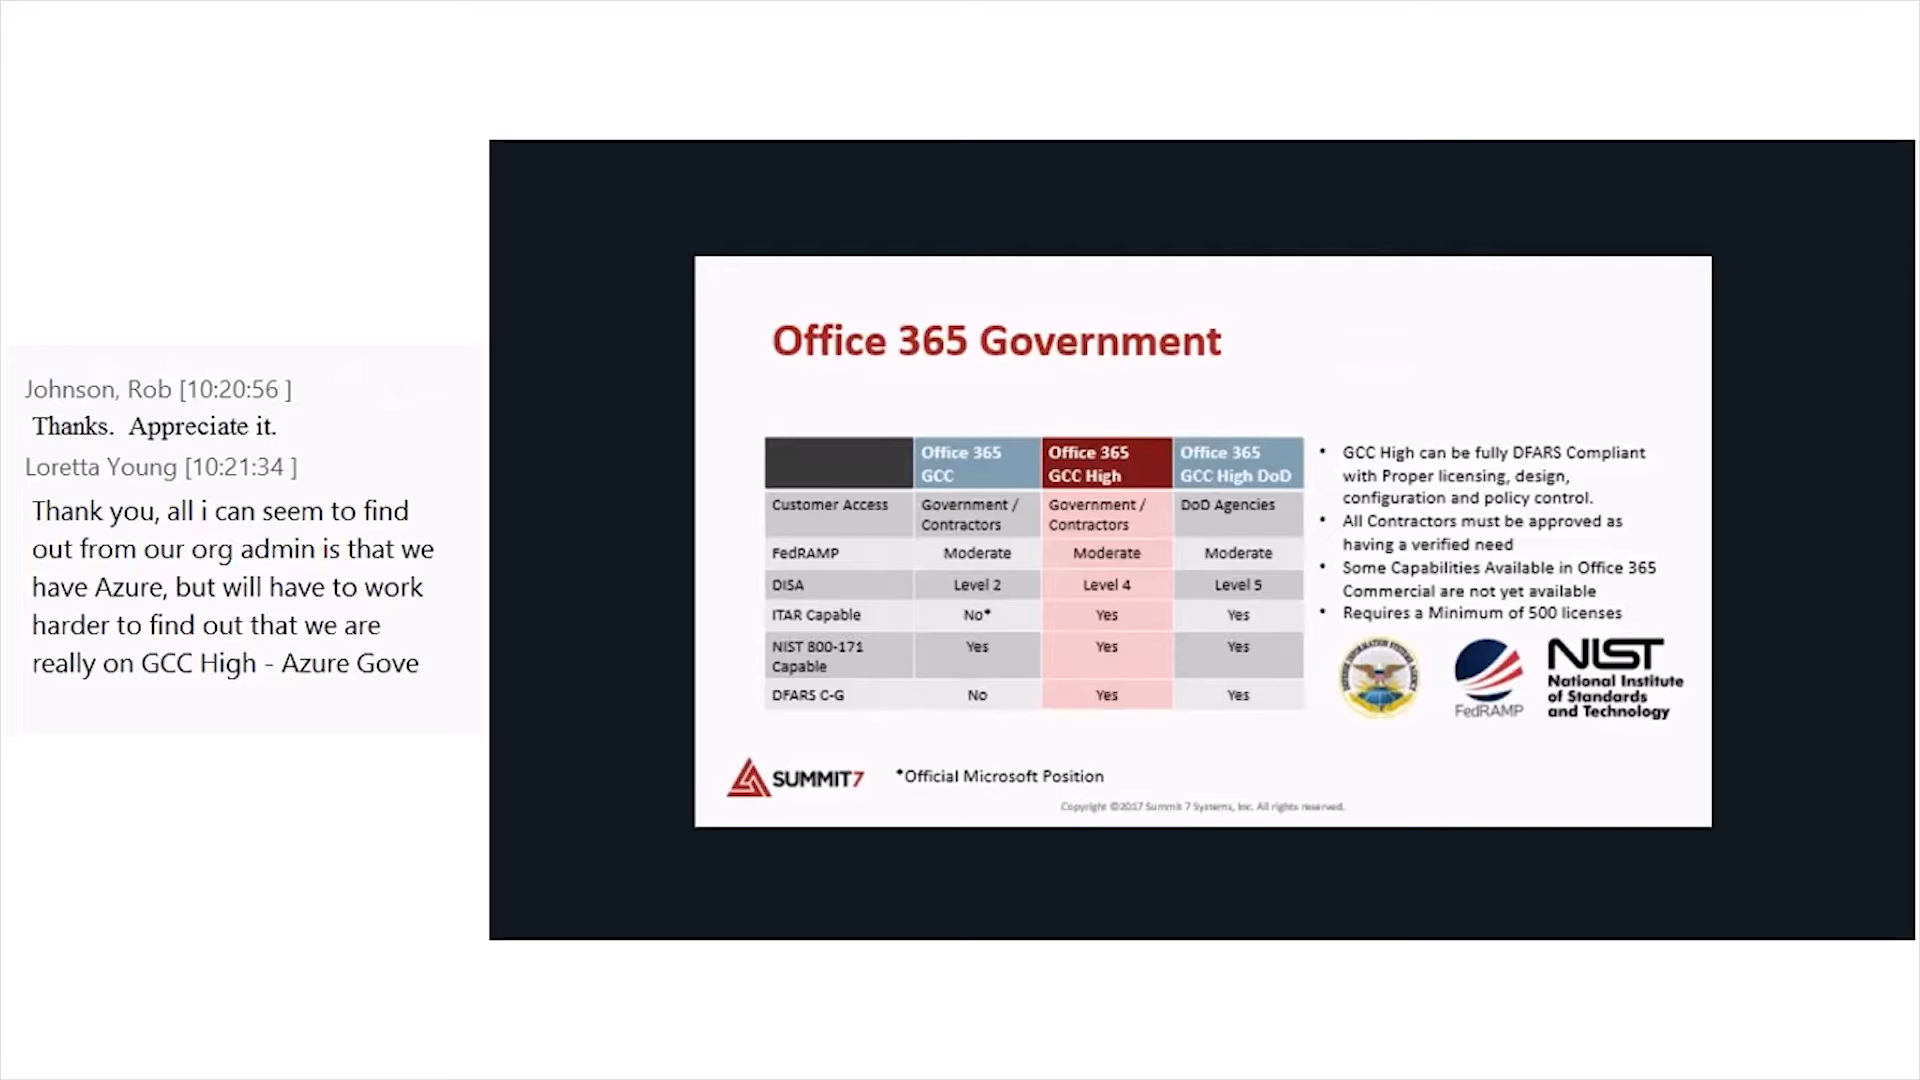 Johnson, Rob [10:20:56 ]
Thanks.  Appreciate it.
Loretta Young [10:21:34 ]
Thank you, all i can seem to find
out from our org admin is that we
have Azure, but will have to work
harder to find out that we are
really on GCC High - Azure Gove
Office 365 Government
Office 365 GCC
Office 365 GCC High
Office 365 GCC High DoD
Customer Access
Government / Contractors
Government / Contractors
DoD Agencies
FedRAMP Moderate Moderate Moderate
DISA Level 2 Level 4 Level 5
ITAR Capable No* Yes Yes
NIST 800-171 Capable Yes Yes Yes
DFARS C-G No Yes Yes
• GCC High can be fully DFARS Compliant
with Proper licensing, design,
configuration and policy control.
• All Contractors must be approved as
having a verified need
• Some Capabilities Available in Office 365
Commercial are not yet available
• Requires a Minimum of 500 licenses
FedRAMP
NIST
National Institute
of Standards
and Technology
SUMMIT7
*Official Microsoft Position
Copyright ©2017 Summit 7 Systems, Inc. All rights reserved.